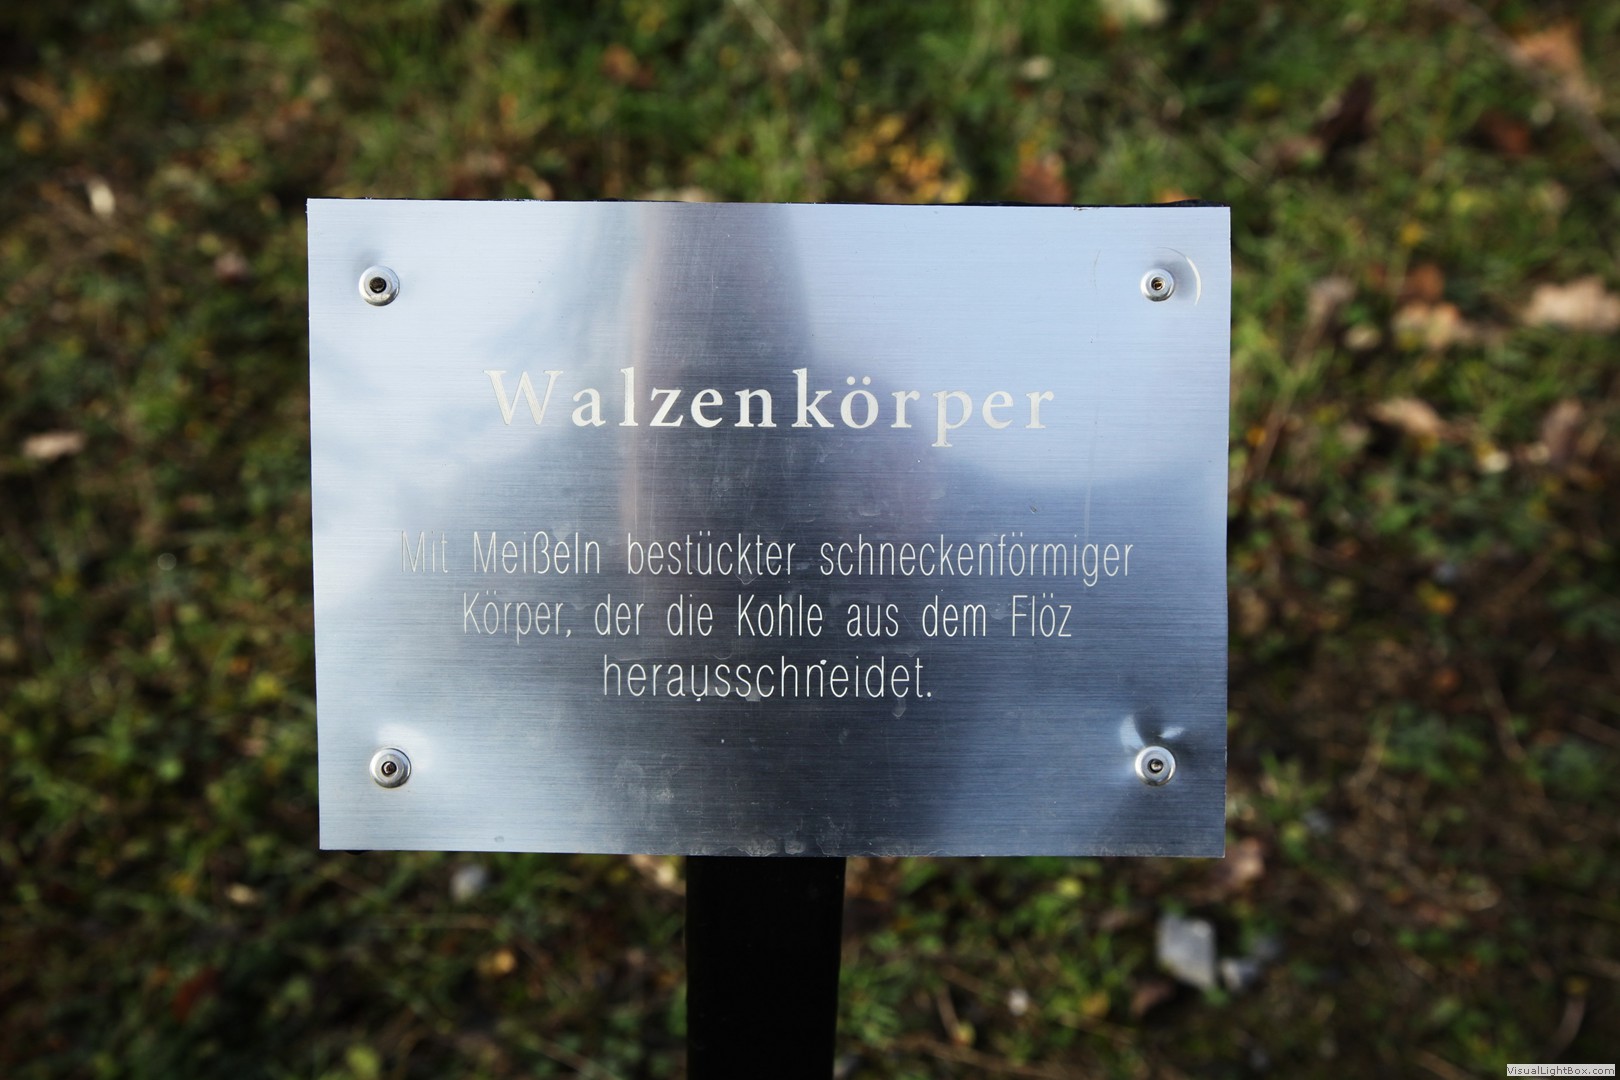 Walzenkörper
Mit Meißeln bestückter schneckenförmiger
Körper, der die Kohle aus dem Flöz
herausschneidet.
VisualLightBox.com